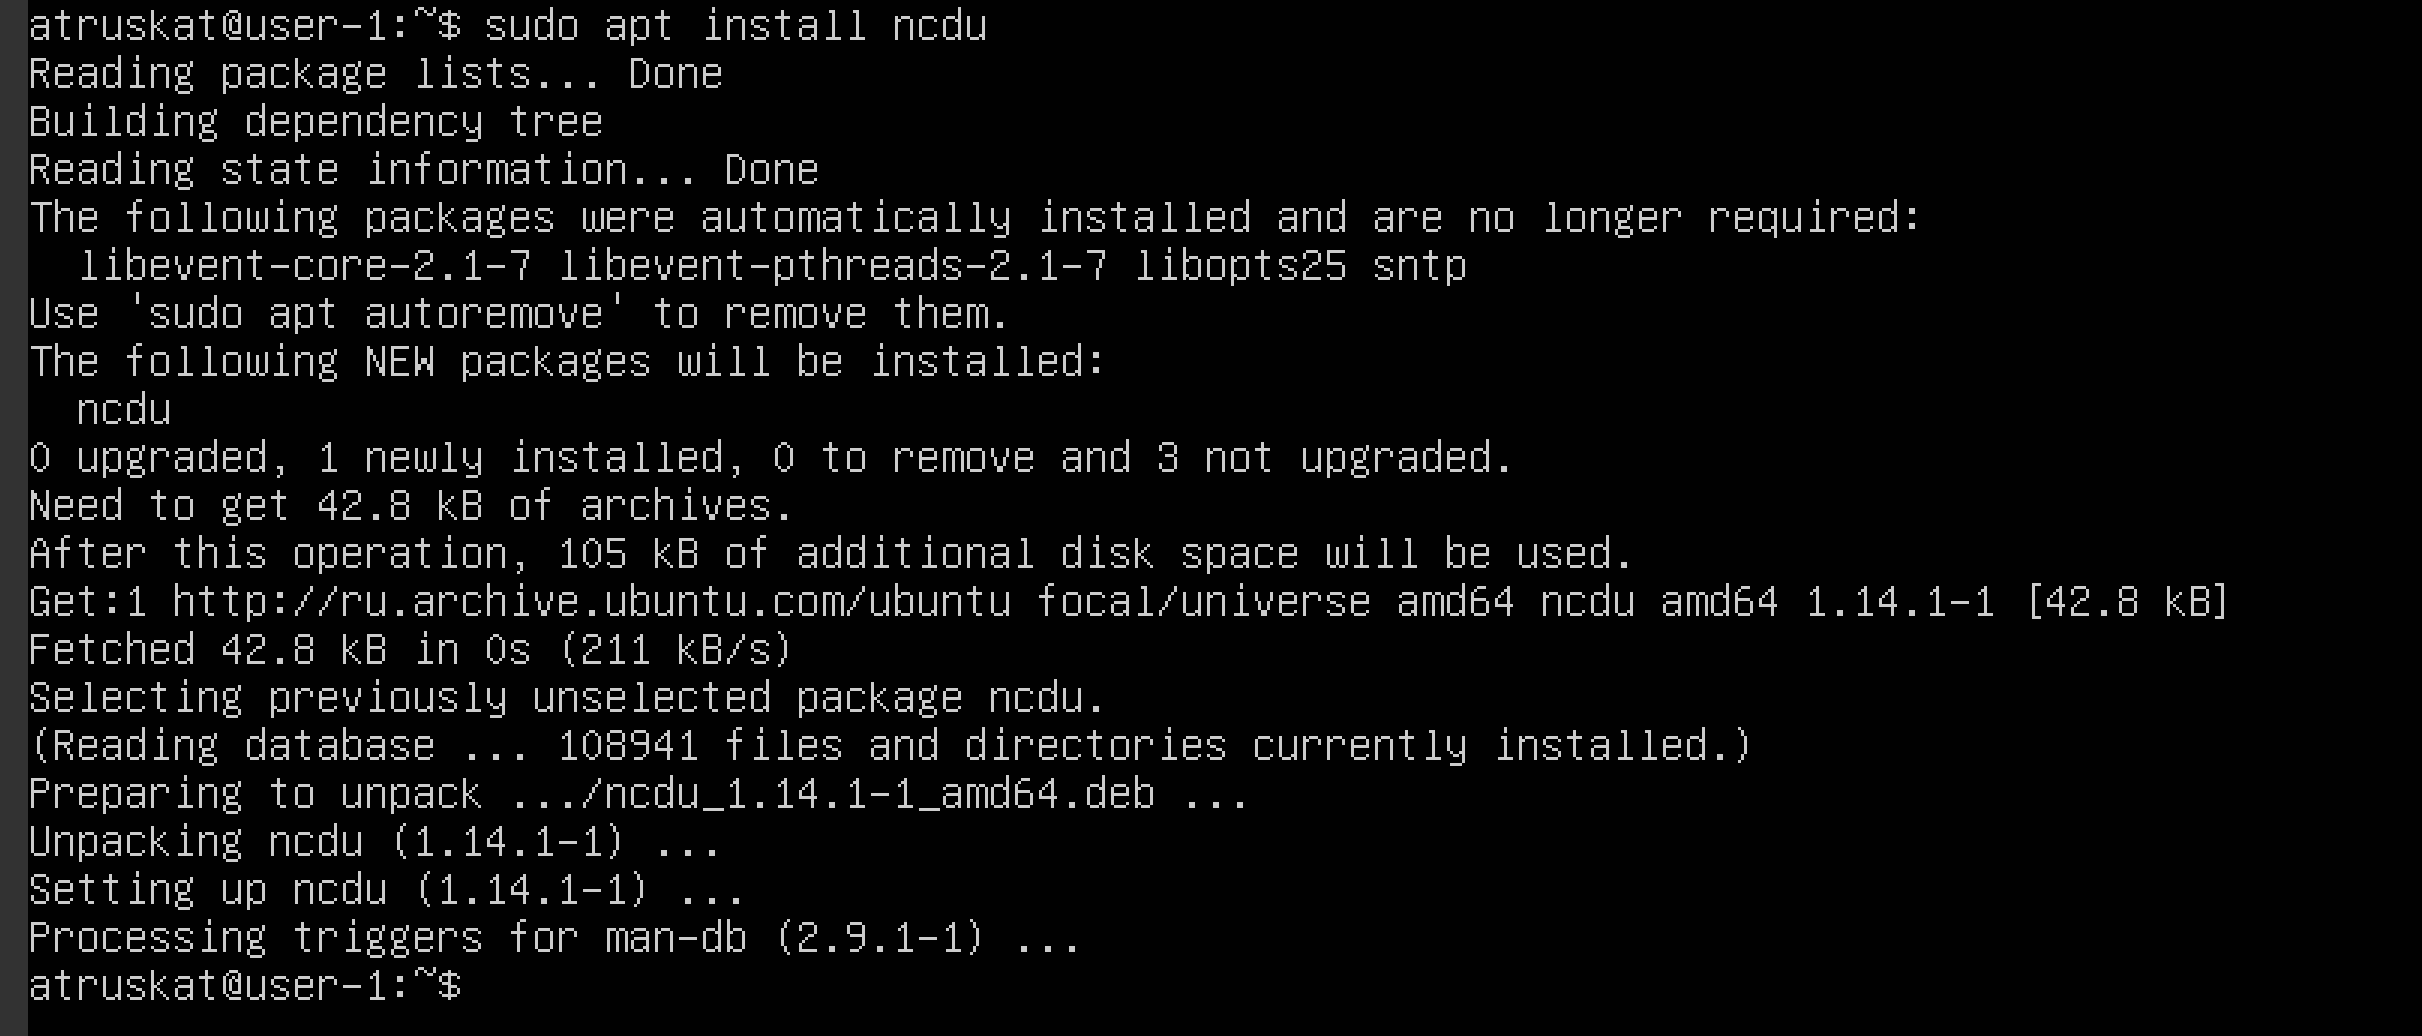 atruskat@user-1:~$ sudo apt install ncdu
Reading package lists... Done
Building dependency tree
Reading state information... Done
The following packages were automatically installed and are no longer required:
  libevent-core-2.1-7 libevent-pthreads-2.1-7 libopts25 sntp
Use 'sudo apt autoremove' to remove them.
The following NEW packages will be installed:
  ncdu
0 upgraded, 1 newly installed, 0 to remove and 3 not upgraded.
Need to get 42.8 kB of archives.
After this operation, 105 kB of additional disk space will be used.
Get:1 http://ru.archive.ubuntu.com/ubuntu focal/universe amd64 ncdu amd64 1.14.1-1 [42.8 kB]
Fetched 42.8 kB in 0s (211 kB/s)
Selecting previously unselected package ncdu.
(Reading database ... 108941 files and directories currently installed.)
Preparing to unpack .../ncdu_1.14.1-1_amd64.deb ...
Unpacking ncdu (1.14.1-1) ...
Setting up ncdu (1.14.1-1) ...
Processing triggers for man-db (2.9.1-1) ...
atruskat@user-1:~$